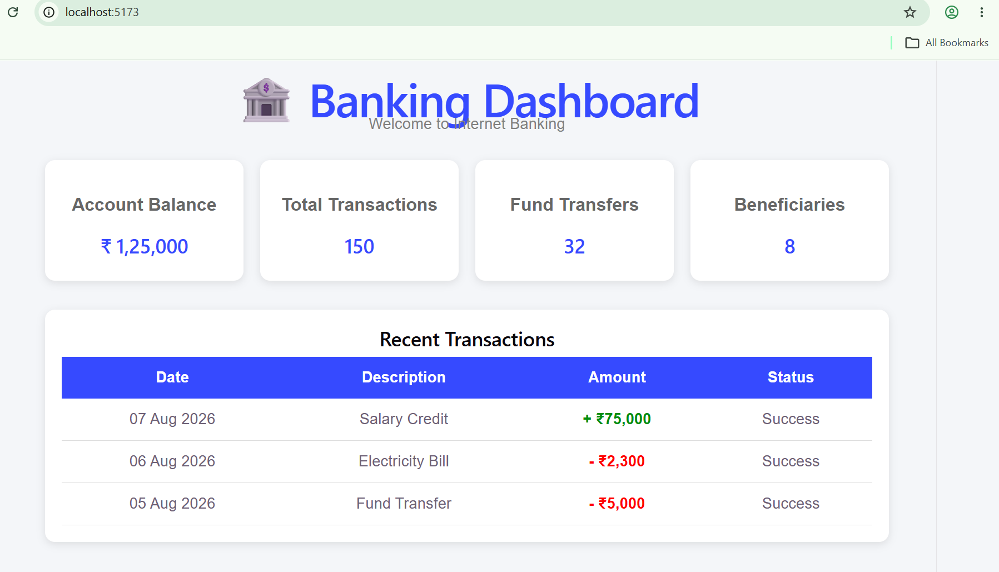 localhost:5173
All Bookmarks
$ Banking Dashboard
Welcome to Internet Banking
Account Balance Total Transactions Fund Transfers Beneficiaries
₹ 1,25,000 150 32 8
Recent Transactions
Date Description Amount Status
07 Aug 2026 Salary Credit + ₹75,000 Success
06 Aug 2026 Electricity Bill - ₹2,300 Success
05 Aug 2026 Fund Transfer - ₹5,000 Success